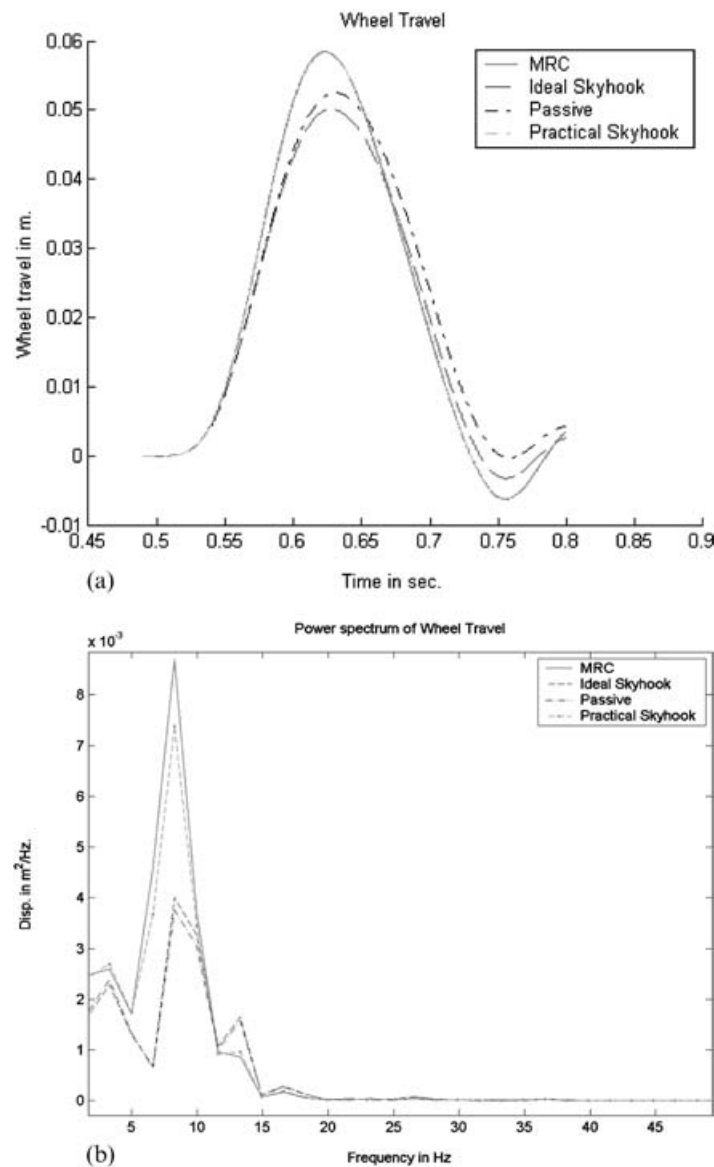 Wheel Travel
0.06
0.05
0.04
0.03
0.02
0.01
0
-0.01
Wheel travel in m.
MRC
Ideal Skyhook
Passive
Practical Skyhook
0.45 0.5 0.55 0.6 0.65 0.7 0.75 0.8 0.85 0.9
(a) Time in sec.
Power spectrum of Wheel Travel
x 10⁻³
8
7
6
5
4
3
2
1
0
Disp. in m²/Hz.
MRC
Ideal Skyhook
Passive
Practical Skyhook
5 10 15 20 25 30 35 40 45
(b) Frequency in Hz